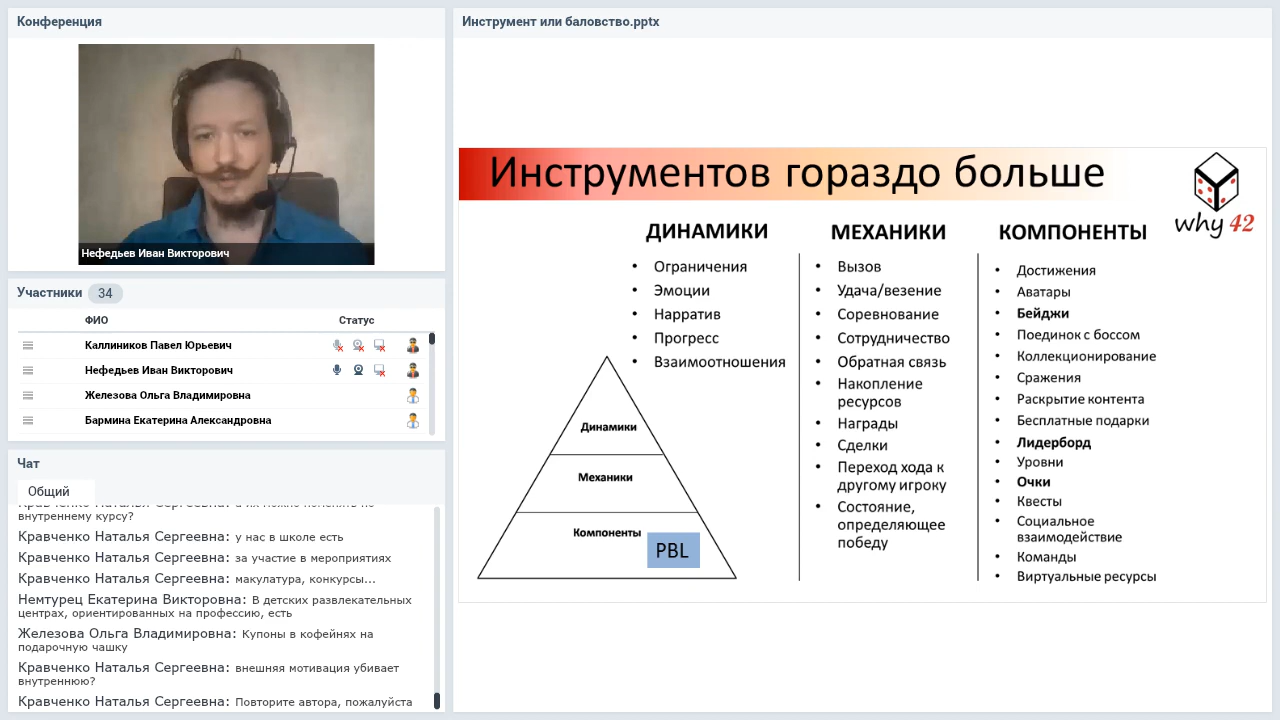 Конференция
Нефедьев Иван Викторович
Участники 34
ФИО Статус
Каллиников Павел Юрьевич
Нефедьев Иван Викторович
Железова Ольга Владимировна
Бармина Екатерина Александровна
Чат
Общий
внутреннему курсу?
Кравченко Наталья Сергеевна: у нас в школе есть
Кравченко Наталья Сергеевна: за участие в мероприятиях
Кравченко Наталья Сергеевна: макулатура, конкурсы...
Немтурец Екатерина Викторовна: В детских развлекательных
центрах, ориентированных на профессию, есть
Железова Ольга Владимировна: Купоны в кофейнях на
подарочную чашку
Кравченко Наталья Сергеевна: внешняя мотивация убивает
внутреннюю?
Кравченко Наталья Сергеевна: Повторите автора, пожалуйста
Инструмент или баловство.pptx
Инструментов гораздо больше
why 42
ДИНАМИКИ
• Ограничения
• Эмоции
• Нарратив
• Прогресс
• Взаимоотношения
Динамики
Механики
Компоненты
PBL
МЕХАНИКИ
• Вызов
• Удача/везение
• Соревнование
• Сотрудничество
• Обратная связь
• Накопление
ресурсов
• Награды
• Сделки
• Переход хода к
другому игроку
• Состояние,
определяющее
победу
КОМПОНЕНТЫ
• Достижения
• Аватары
• Бейджи
• Поединок с боссом
• Коллекционирование
• Сражения
• Раскрытие контента
• Бесплатные подарки
• Лидерборд
• Уровни
• Очки
• Квесты
• Социальное
взаимодействие
• Команды
• Виртуальные ресурсы